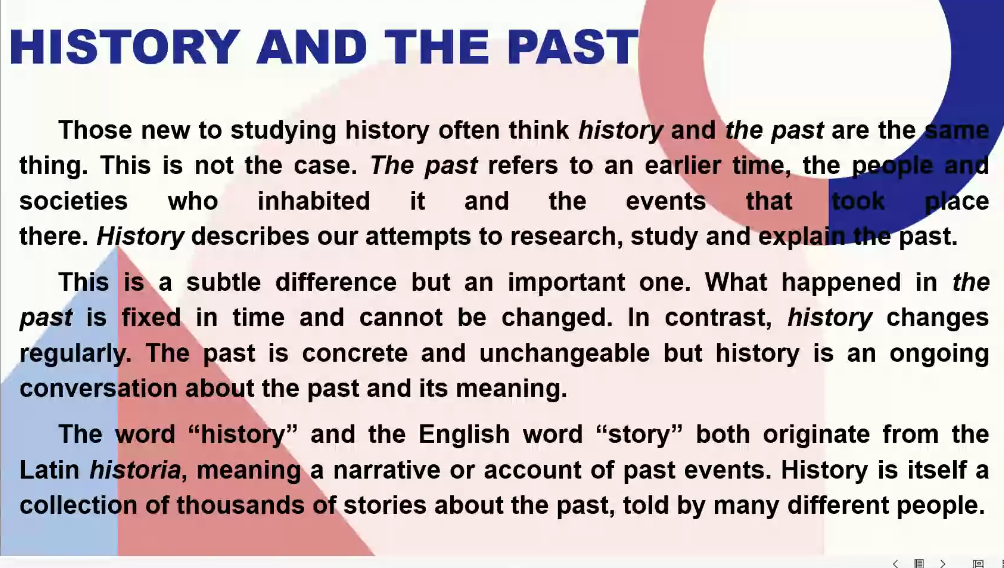 HISTORY AND THE PAST
Those new to studying history often think history and the past are the same
thing. This is not the case. The past refers to an earlier time, the people and
societies who inhabited it and the events that took place
there. History describes our attempts to research, study and explain the past.
This is a subtle difference but an important one. What happened in the
past is fixed in time and cannot be changed. In contrast, history changes
regularly. The past is concrete and unchangeable but history is an ongoing
conversation about the past and its meaning.
The word “history” and the English word “story” both originate from the
Latin historia, meaning a narrative or account of past events. History is itself a
collection of thousands of stories about the past, told by many different people.